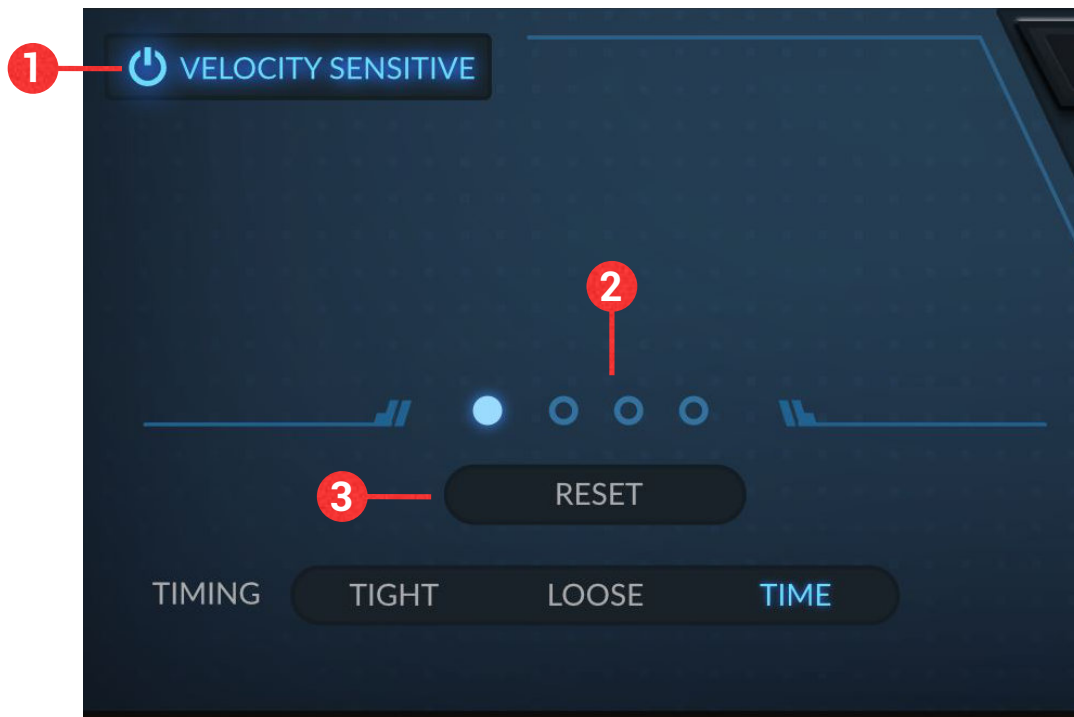 1 VELOCITY SENSITIVE
2
3 RESET
TIMING TIGHT LOOSE TIME